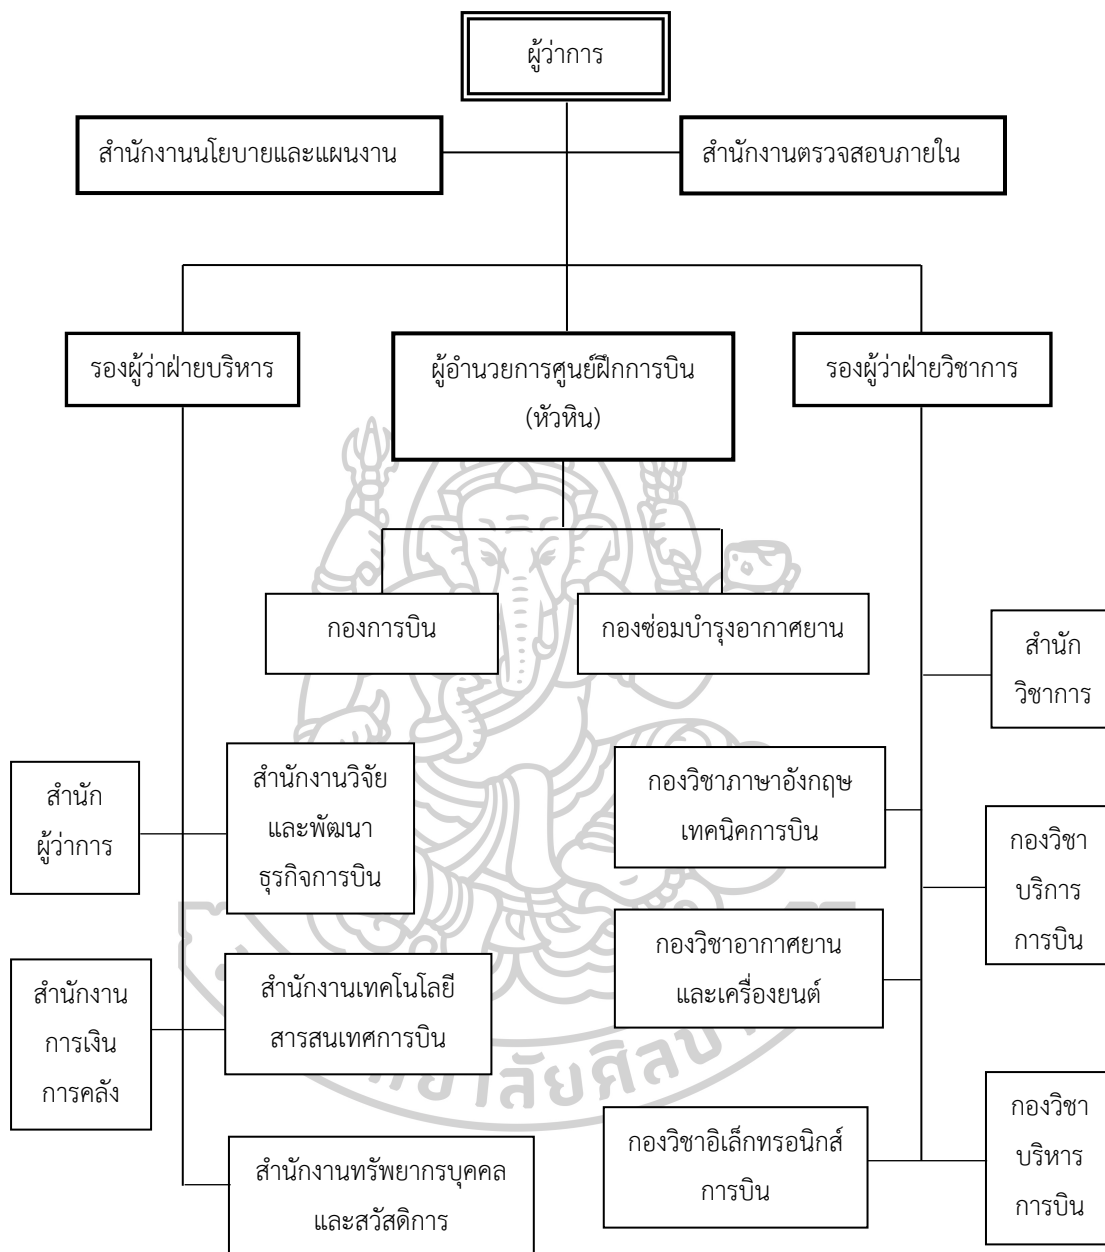 ผู้ว่าการ
สำนักงานนโยบายและแผนงาน
สำนักงานตรวจสอบภายใน
รองผู้ว่าฝ่ายบริหาร
ผู้อำนวยการศูนย์ฝึกการบิน
(หัวหิน)
รองผู้ว่าฝ่ายวิชาการ
กองการบิน
กองซ่อมบำรุงอากาศยาน
สำนัก
วิชาการ
สำนัก
ผู้ว่าการ
สำนักงานวิจัย
และพัฒนา
ธุรกิจการบิน
กองวิชาภาษาอังกฤษ
เทคนิคการบิน
กองวิชา
บริการ
การบิน
สำนักงาน
การเงิน
การคลัง
สำนักงานเทคโนโลยี
สารสนเทศการบิน
กองวิชาอากาศยาน
และเครื่องยนต์
สำนักงานทรัพยากรบุคคล
และสวัสดิการ
กองวิชาอิเล็กทรอนิกส์
การบิน
กองวิชา
บริหาร
การบิน